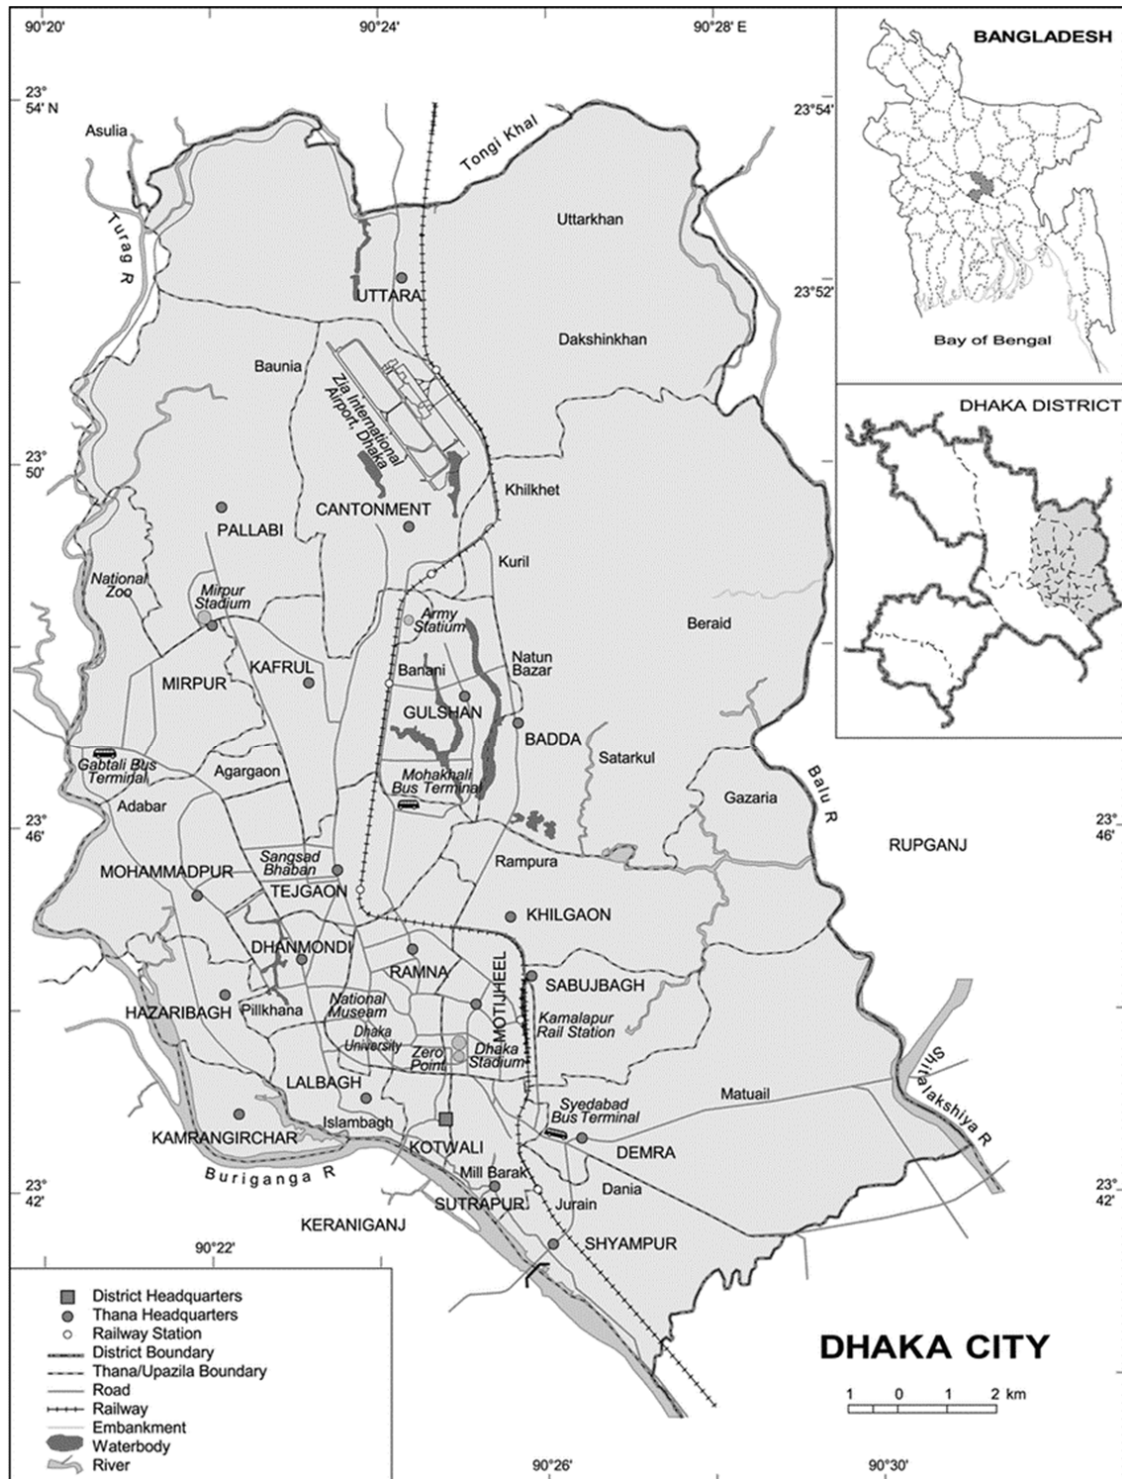 90°20'
90°24'
90°28' E
BANGLADESH
23°
54' N
23°54'
Asulia
Tongi Khal
Turag R
Uttarkhan
UTTARA
23°52'
Dakshinkhan
Bay of Bengal
Baunia
Zia International
Airport, Dhaka
DHAKA DISTRICT
23°
50'
Khilkhet
CANTONMENT
PALLABI
Kuril
National
Zoo
Mirpur
Stadium
Army
Statium
Beraid
Natun
Bazar
KAFRUL
Banani
MIRPUR
GULSHAN
BADDA
Satarkul
Gabtali Bus
Terminal
Agargaon
Mohakhali
Bus Terminal
Balu R
Gazaria
Adabar
23°
46'
23°
46'
RUPGANJ
Sangsad
Bhaban
Rampura
MOHAMMADPUR
TEJGAON
KHILGAON
DHANMONDI
RAMNA
MOTIJHEEL
SABUJBAGH
HAZARIBAGH
Pillkhana
National
Museam
Kamalapur
Rail Station
Dhaka
University
Zero
Point
Dhaka
Stadium
Shitalakshiya R
LALBAGH
Matuail
Syedabad
Bus Terminal
Islambagh
KAMRANGIRCHAR
KOTWALI
DEMRA
Buriganga R
Mill Barak
Dania
23°
42'
23°
42'
SUTRAPUR
Jurain
KERANIGANJ
SHYAMPUR
90°22'
District Headquarters
Thana Headquarters
Railway Station
District Boundary
Thana/Upazila Boundary
Road
Railway
Embankment
Waterbody
River
DHAKA CITY
1 0 1 2 km
90°26'
90°30'